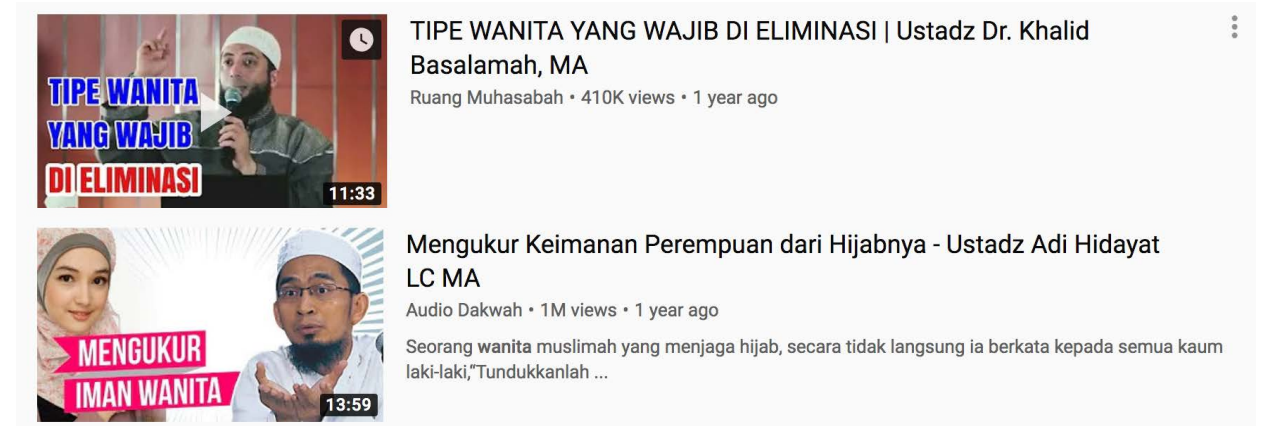 TIPE WANITA
YANG WAJIB
DI ELIMINASI
11:33
TIPE WANITA YANG WAJIB DI ELIMINASI | Ustadz Dr. Khalid
Basalamah, MA
Ruang Muhasabah • 410K views • 1 year ago
MENGUKUR
IMAN WANITA
13:59
Mengukur Keimanan Perempuan dari Hijabnya - Ustadz Adi Hidayat
LC MA
Audio Dakwah • 1M views • 1 year ago
Seorang wanita muslimah yang menjaga hijab, secara tidak langsung ia berkata kepada semua kaum
laki-laki,"Tundukkanlah ...